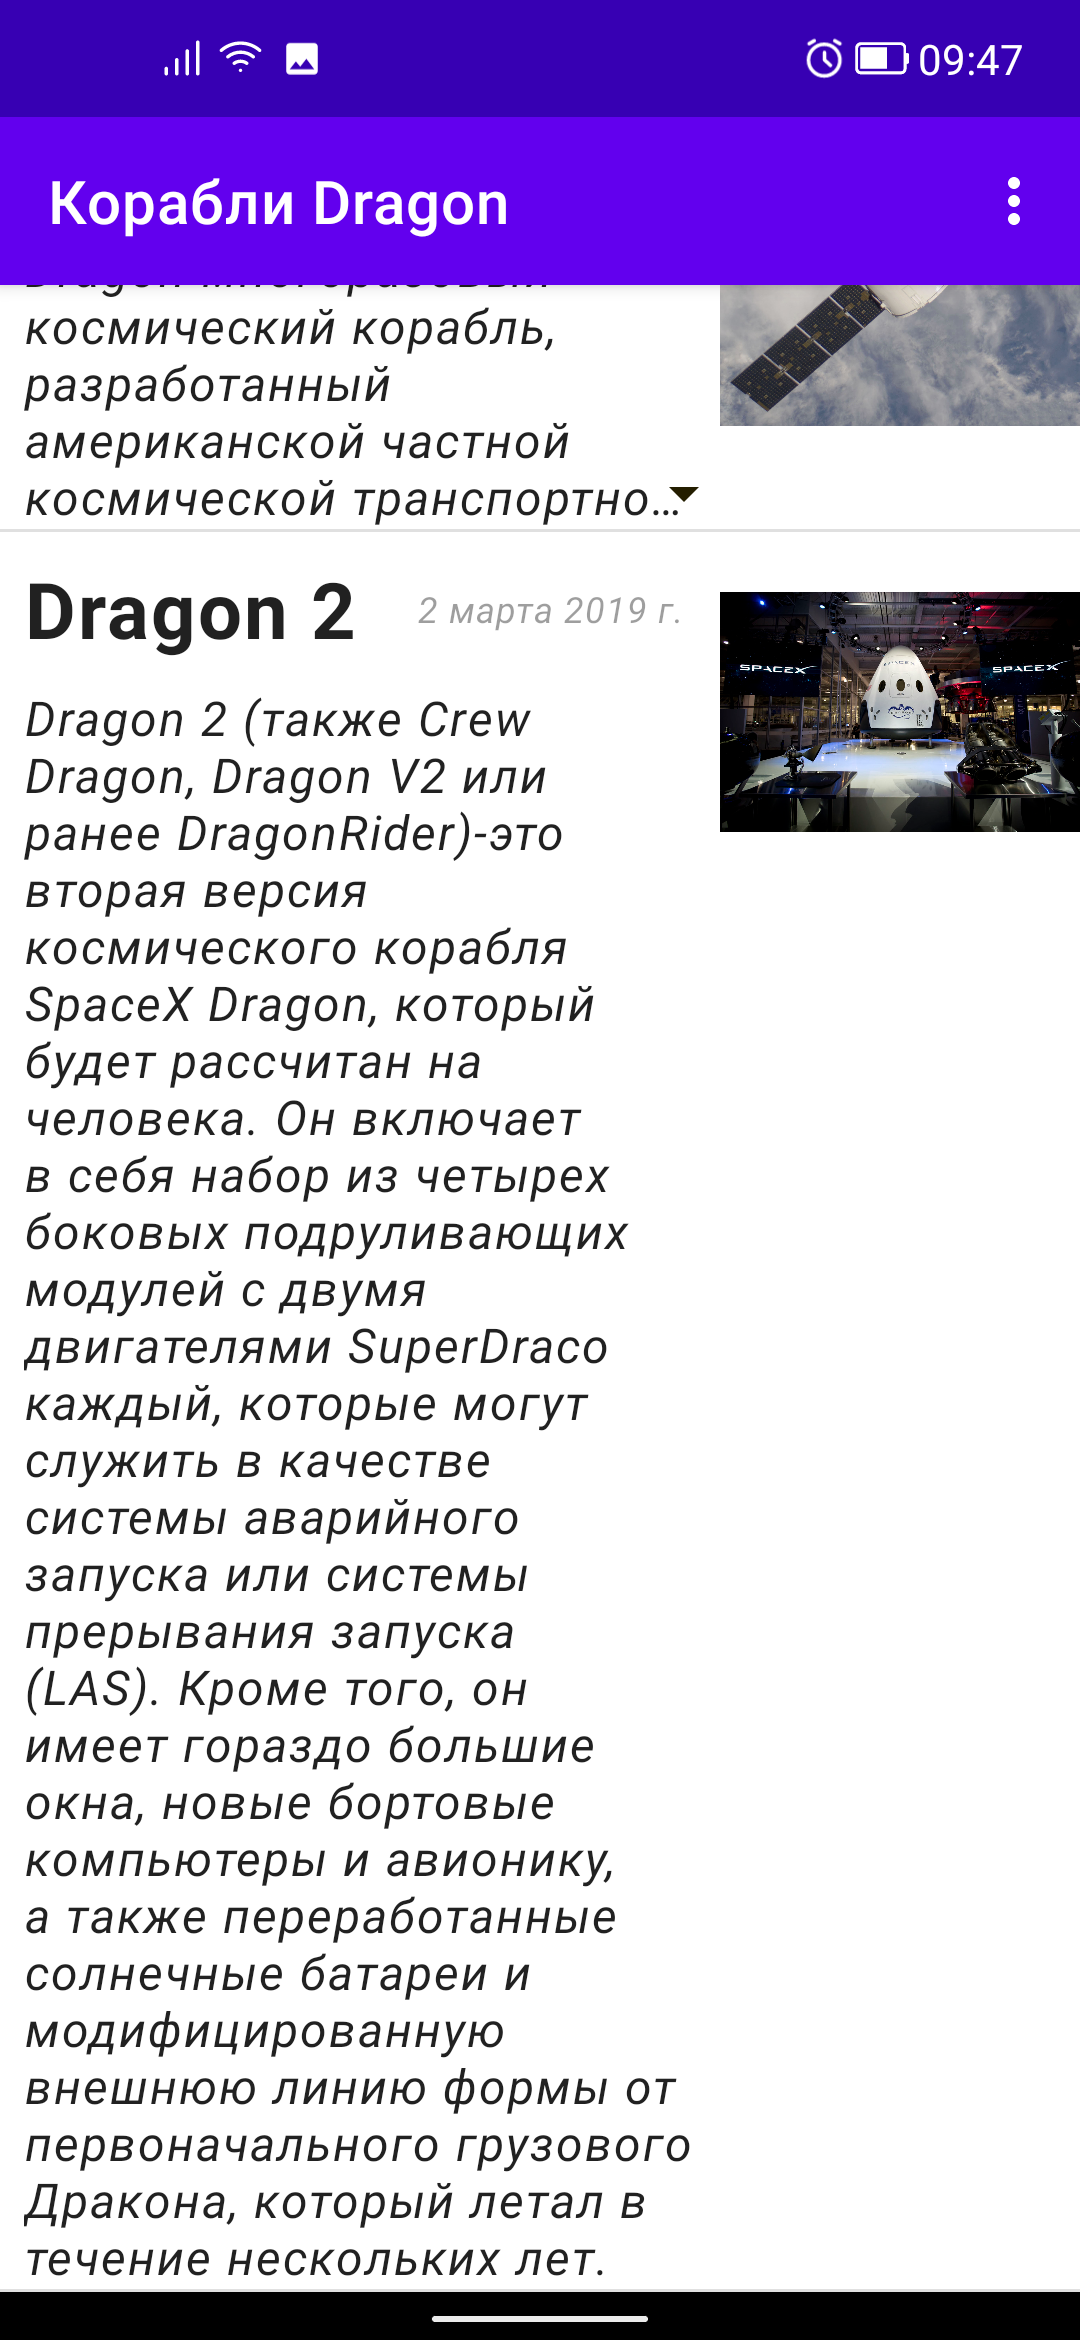 09:47
Корабли Dragon
Dragon многоразовый
космический корабль,
разработанный
американской частной
космической транспортно...
Dragon 2
2 марта 2019 г.
SPACEX
SPACEX
Dragon 2 (также Crew
Dragon, Dragon V2 или
ранее DragonRider)-это
вторая версия
космического корабля
SpaceX Dragon, который
будет рассчитан на
человека. Он включает
в себя набор из четырех
боковых подруливающих
модулей с двумя
двигателями SuperDraco
каждый, которые могут
служить в качестве
системы аварийного
запуска или системы
прерывания запуска
(LAS). Кроме того, он
имеет гораздо большие
окна, новые бортовые
компьютеры и авионику,
а также переработанные
солнечные батареи и
модифицированную
внешнюю линию формы от
первоначального грузового
Дракона, который летал в
течение нескольких лет.